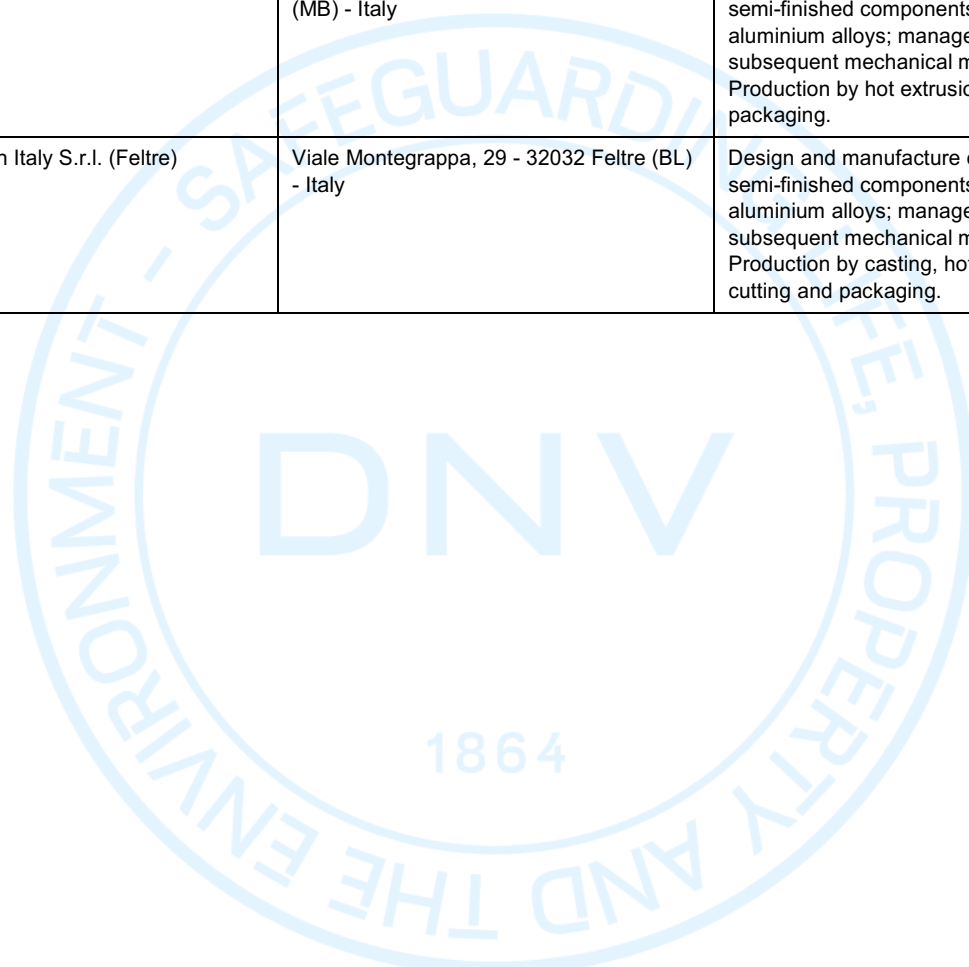 (MB) - Italy
semi-finished components
aluminium alloys; manage
subsequent mechanical m
Production by hot extrusio
packaging.
n Italy S.r.l. (Feltre)
Viale Montegrappa, 29 - 32032 Feltre (BL)
- Italy
Design and manufacture
semi-finished components
aluminium alloys; manage
subsequent mechanical m
Production by casting, hot
cutting and packaging.
SAFEGUARDING LIFE, PROPERTY AND THE ENVIRONMENT -
DNV
1864